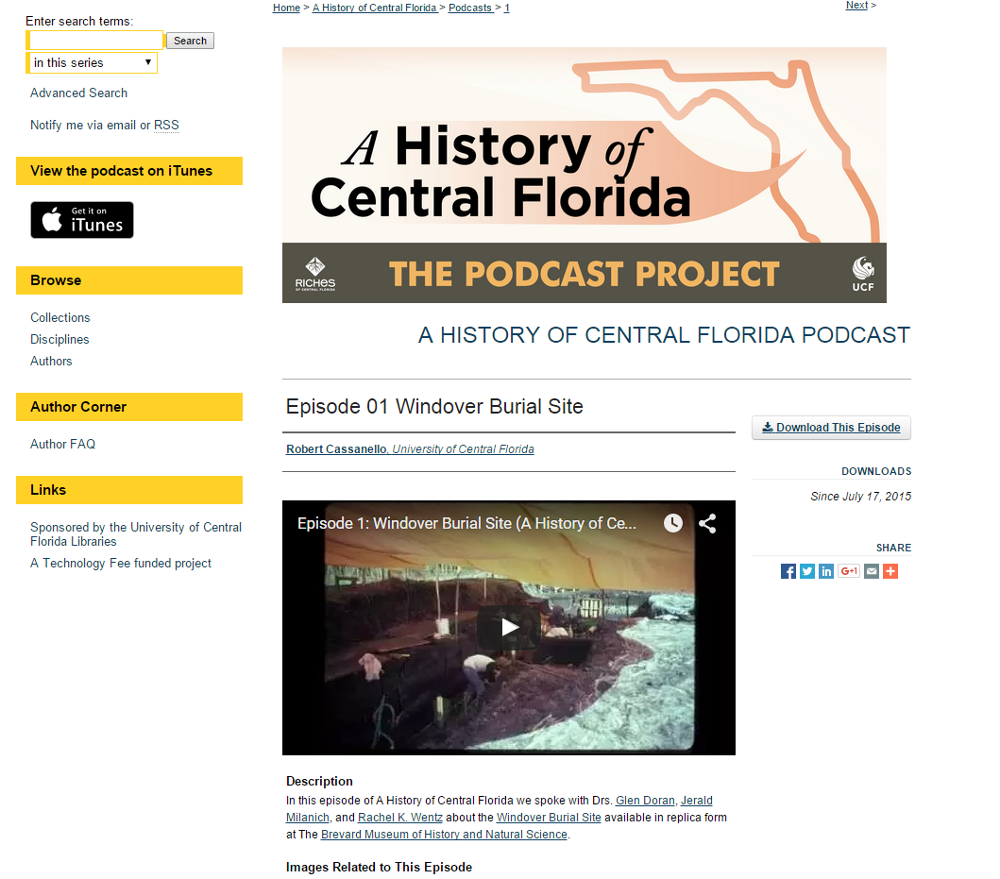 Home > A History of Central Florida > Podcasts > 1
Next >
Enter search terms:
Search
in this series
Advanced Search
Notify me via email or RSS
View the podcast on iTunes
Get it on
iTunes
Browse
Collections
Disciplines
Authors
Author Corner
Author FAQ
Links
Sponsored by the University of Central
Florida Libraries
A Technology Fee funded project
A History of
Central Florida
RICHES
OF CENTRAL FLORIDA
THE PODCAST PROJECT
UCF
A HISTORY OF CENTRAL FLORIDA PODCAST
Episode 01 Windover Burial Site
Robert Cassanello, University of Central Florida
Download This Episode
DOWNLOADS
Since July 17, 2015
SHARE
G+1
Episode 1: Windover Burial Site (A History of Ce...
Description
In this episode of A History of Central Florida we spoke with Drs. Glen Doran, Jerald
Milanich, and Rachel K. Wentz about the Windover Burial Site available in replica form
at The Brevard Museum of History and Natural Science.
Images Related to This Episode